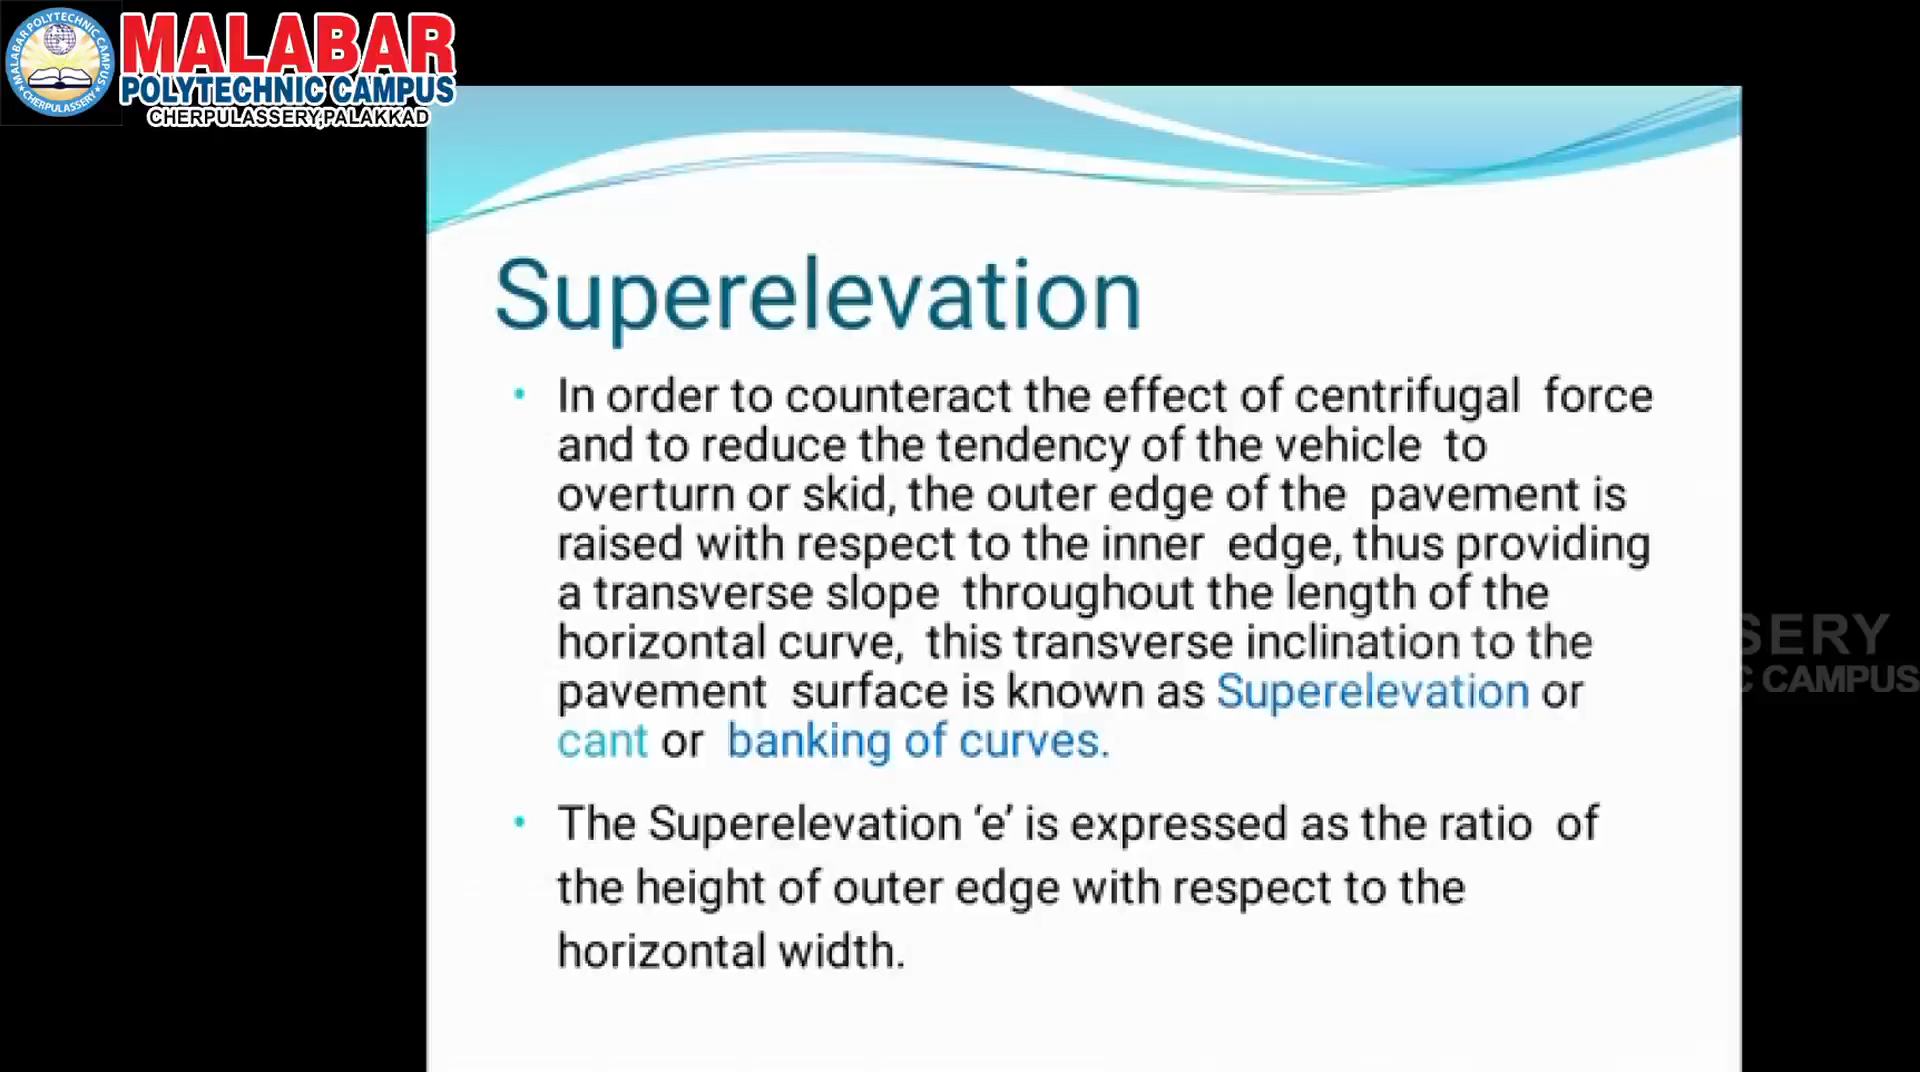 MALABAR POLYTECHNIC CAMPUS
CHERPULASSERY
MALABAR
POLYTECHNIC CAMPUS
CHERPULASSERY,PALAKKAD
Superelevation
• In order to counteract the effect of centrifugal force
and to reduce the tendency of the vehicle to
overturn or skid, the outer edge of the pavement is
raised with respect to the inner edge, thus providing
a transverse slope throughout the length of the
horizontal curve, this transverse inclination to the
pavement surface is known as Superelevation or
cant or banking of curves.
• The Superelevation ‘e’ is expressed as the ratio of
the height of outer edge with respect to the
horizontal width.
SERY
C CAMPUS